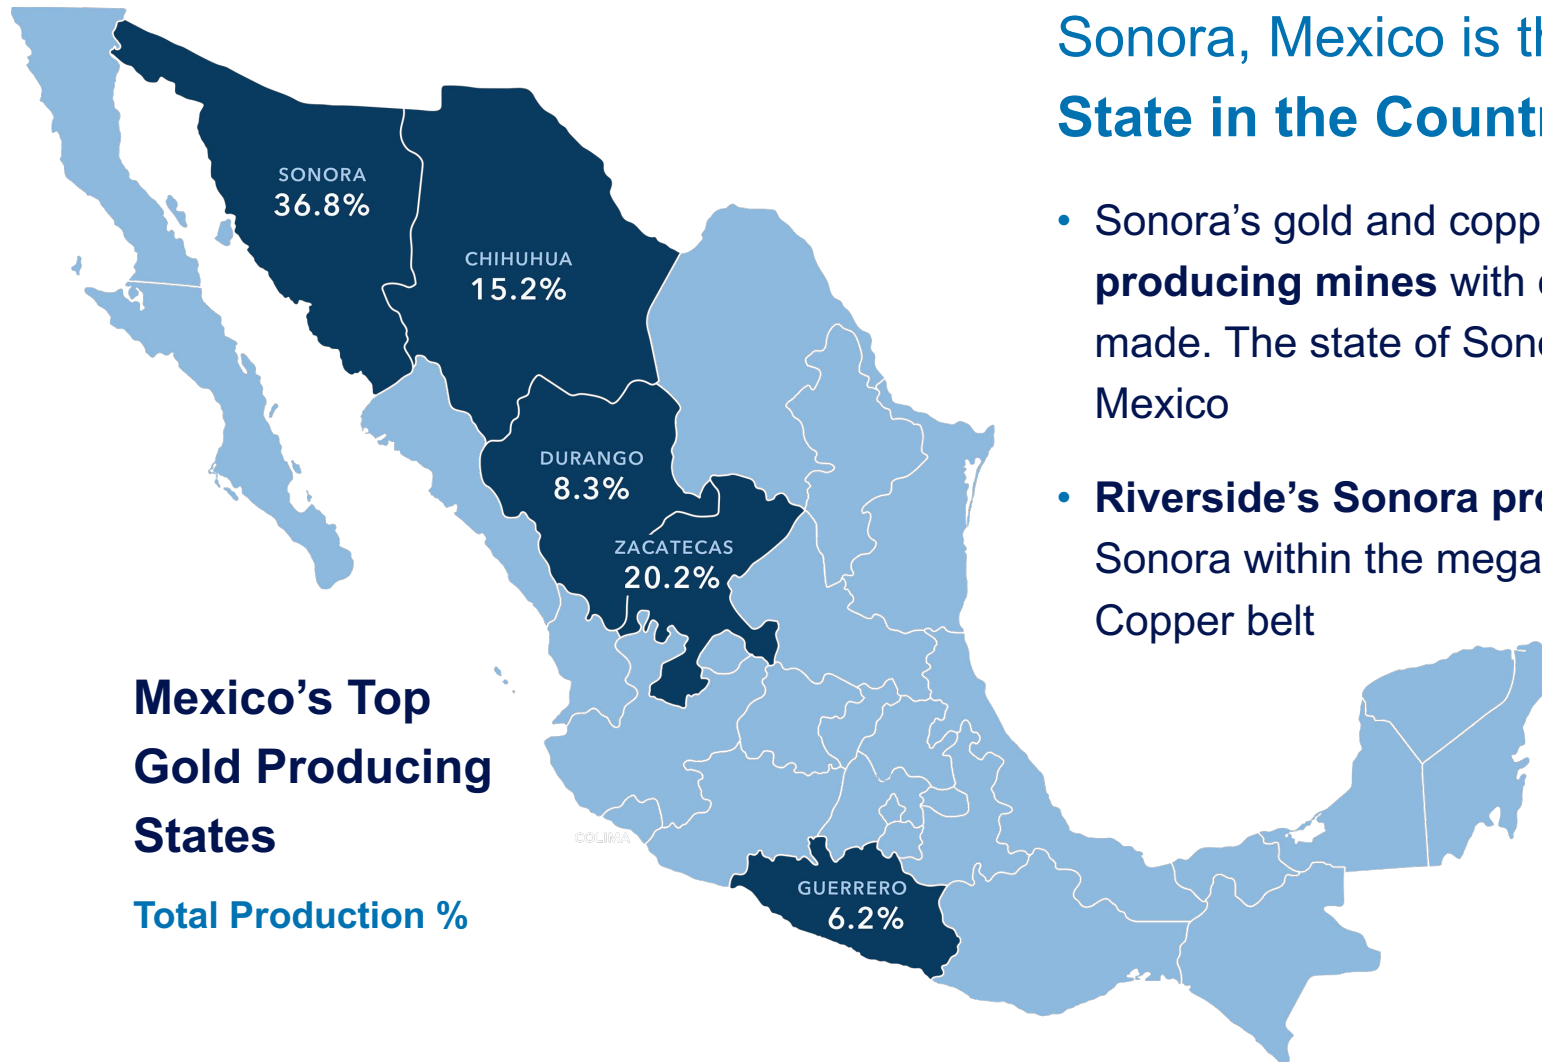 Sonora, Mexico is th
State in the Countr
• Sonora’s gold and copp
producing mines with
made. The state of Son
Mexico
• Riverside’s Sonora pro
Sonora within the mega
Copper belt
SONORA
36.8%
CHIHUHUA
15.2%
DURANGO
8.3%
ZACATECAS
20.2%
Mexico’s Top
Gold Producing
States
Total Production %
COLIMA
GUERRERO
6.2%